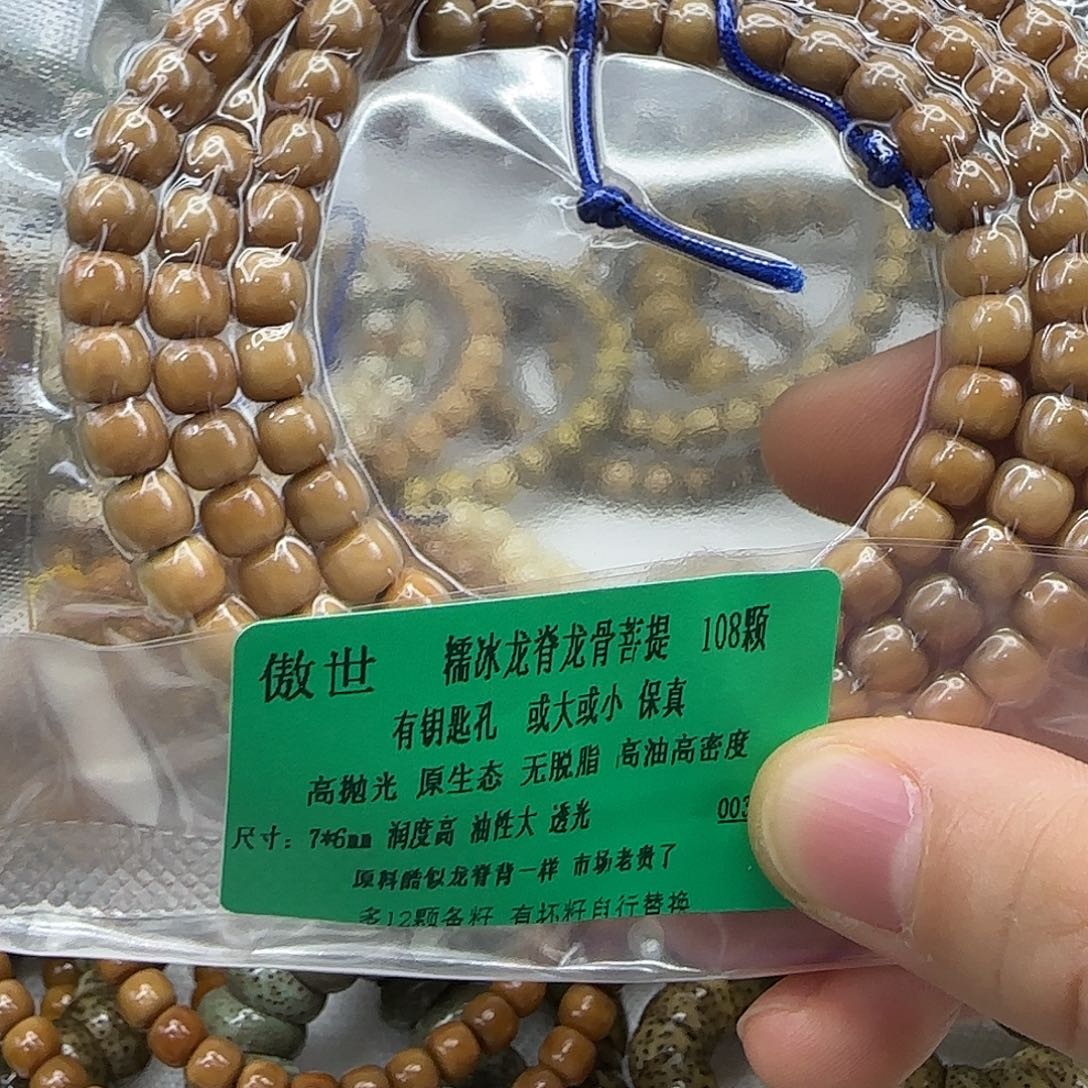 傲世 糯冰龙脊龙骨菩提 108颗
有钥匙孔 或大或小 保真
高抛光 原生态 无脱脂 高油高密度
尺寸：7*6mm 润度高 油性大 透光 003
原料酷似龙脊背一样 市场老贵了
多12颗备籽 有坏籽自行替换